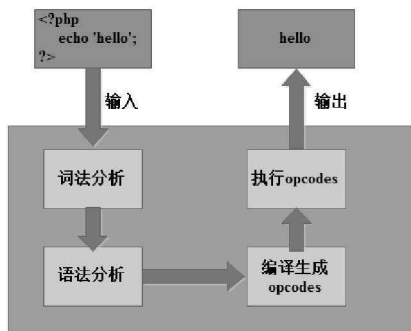 <?php
echo 'hello';
?>
hello
输入
输出
词法分析
执行opcodes
语法分析
编译生成
opcodes